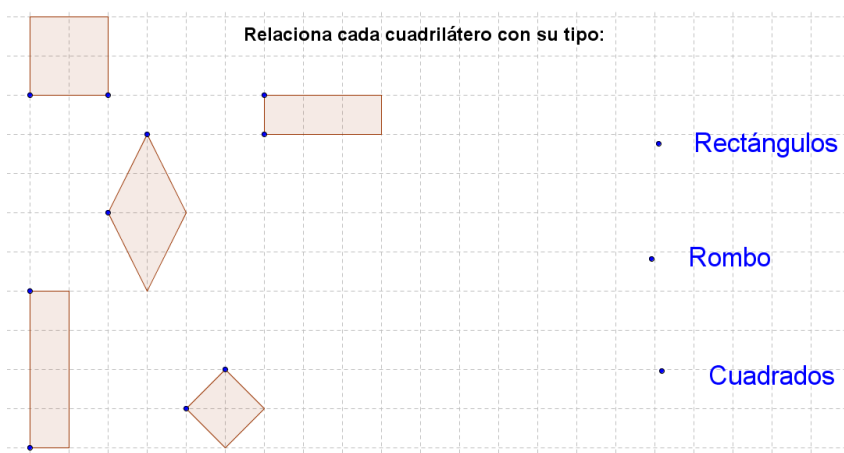 Relaciona cada cuadrilátero con su tipo:
Rectángulos
Rombo
Cuadrados